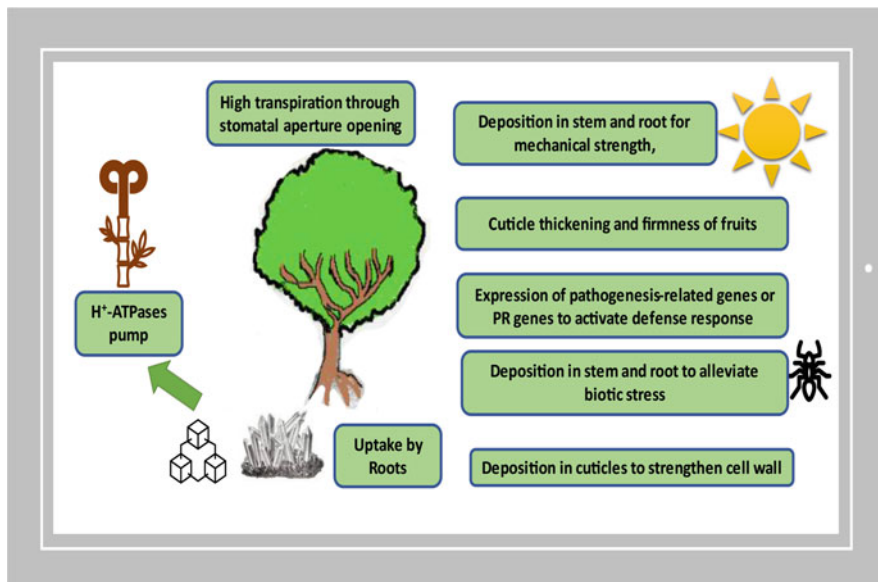 High transpiration through
stomatal aperture opening
Deposition in stem and root for
mechanical strength,
Cuticle thickening and firmness of fruits
H⁺-ATPases
pump
Expression of pathogenesis-related genes or
PR genes to activate defense response
Deposition in stem and root to alleviate
biotic stress
Uptake by
Roots
Deposition in cuticles to strengthen cell wall